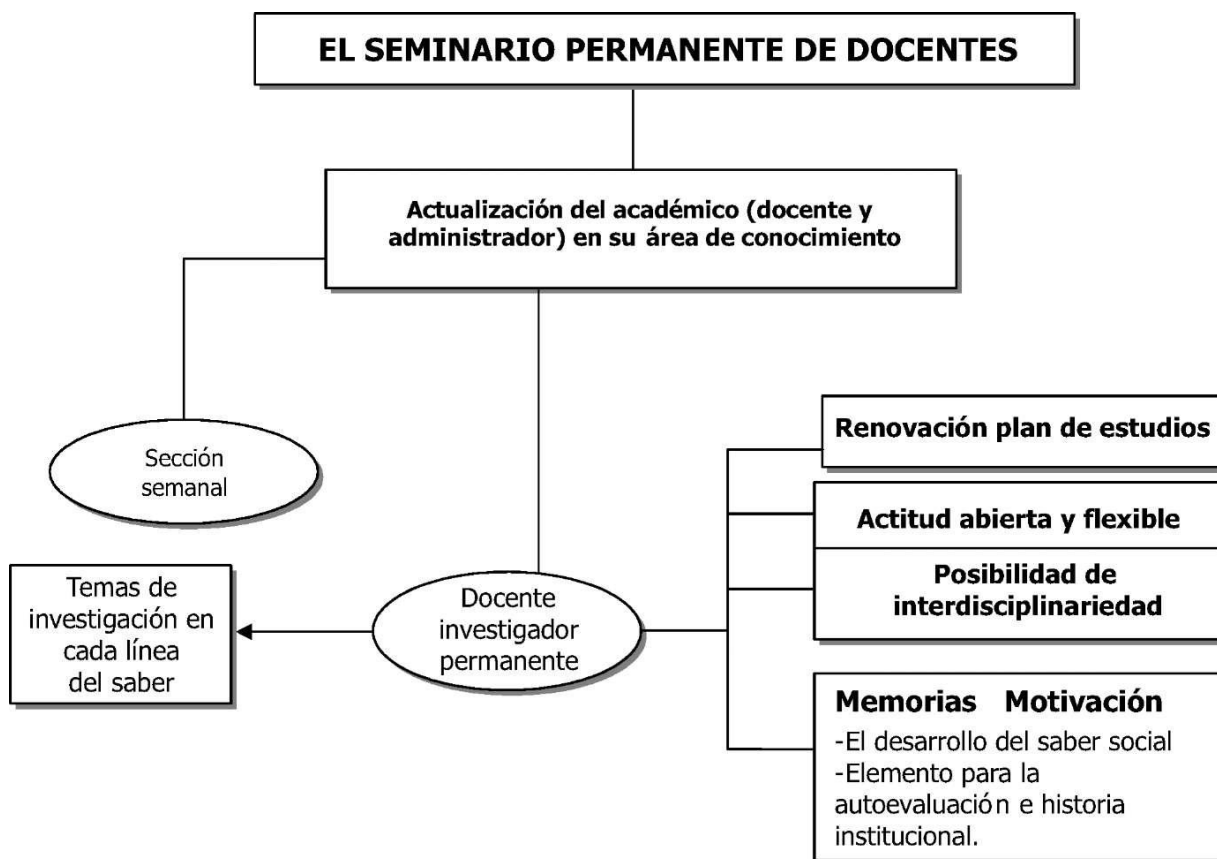 EL SEMINARIO PERMANENTE DE DOCENTES
Actualización del académico (docente y
administrador) en su área de conocimiento
Sección
semanal
Temas de
investigación en
cada línea
del saber
Docente
investigador
permanente
Renovación plan de estudios
Actitud abierta y flexible
Posibilidad de
interdisciplinariedad
Memorias Motivación
-El desarrollo del saber social
-Elemento para la
autoevaluación e historia
institucional.